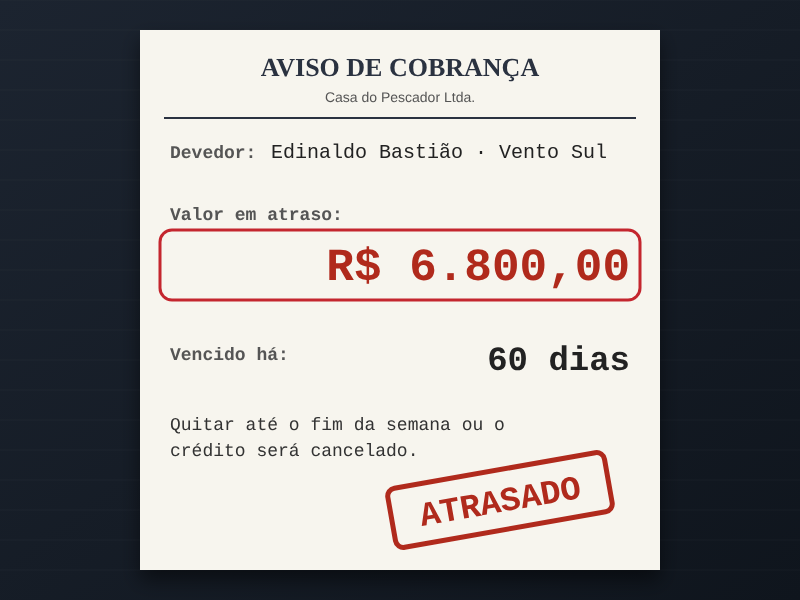 AVISO DE COBRANÇA
Casa do Pescador Ltda.
Devedor: Edinaldo Bastião · Vento Sul
Valor em atraso:
R$ 6.800,00
Vencido há: 60 dias
Quitar até o fim da semana ou o
crédito será cancelado.
ATRASADO